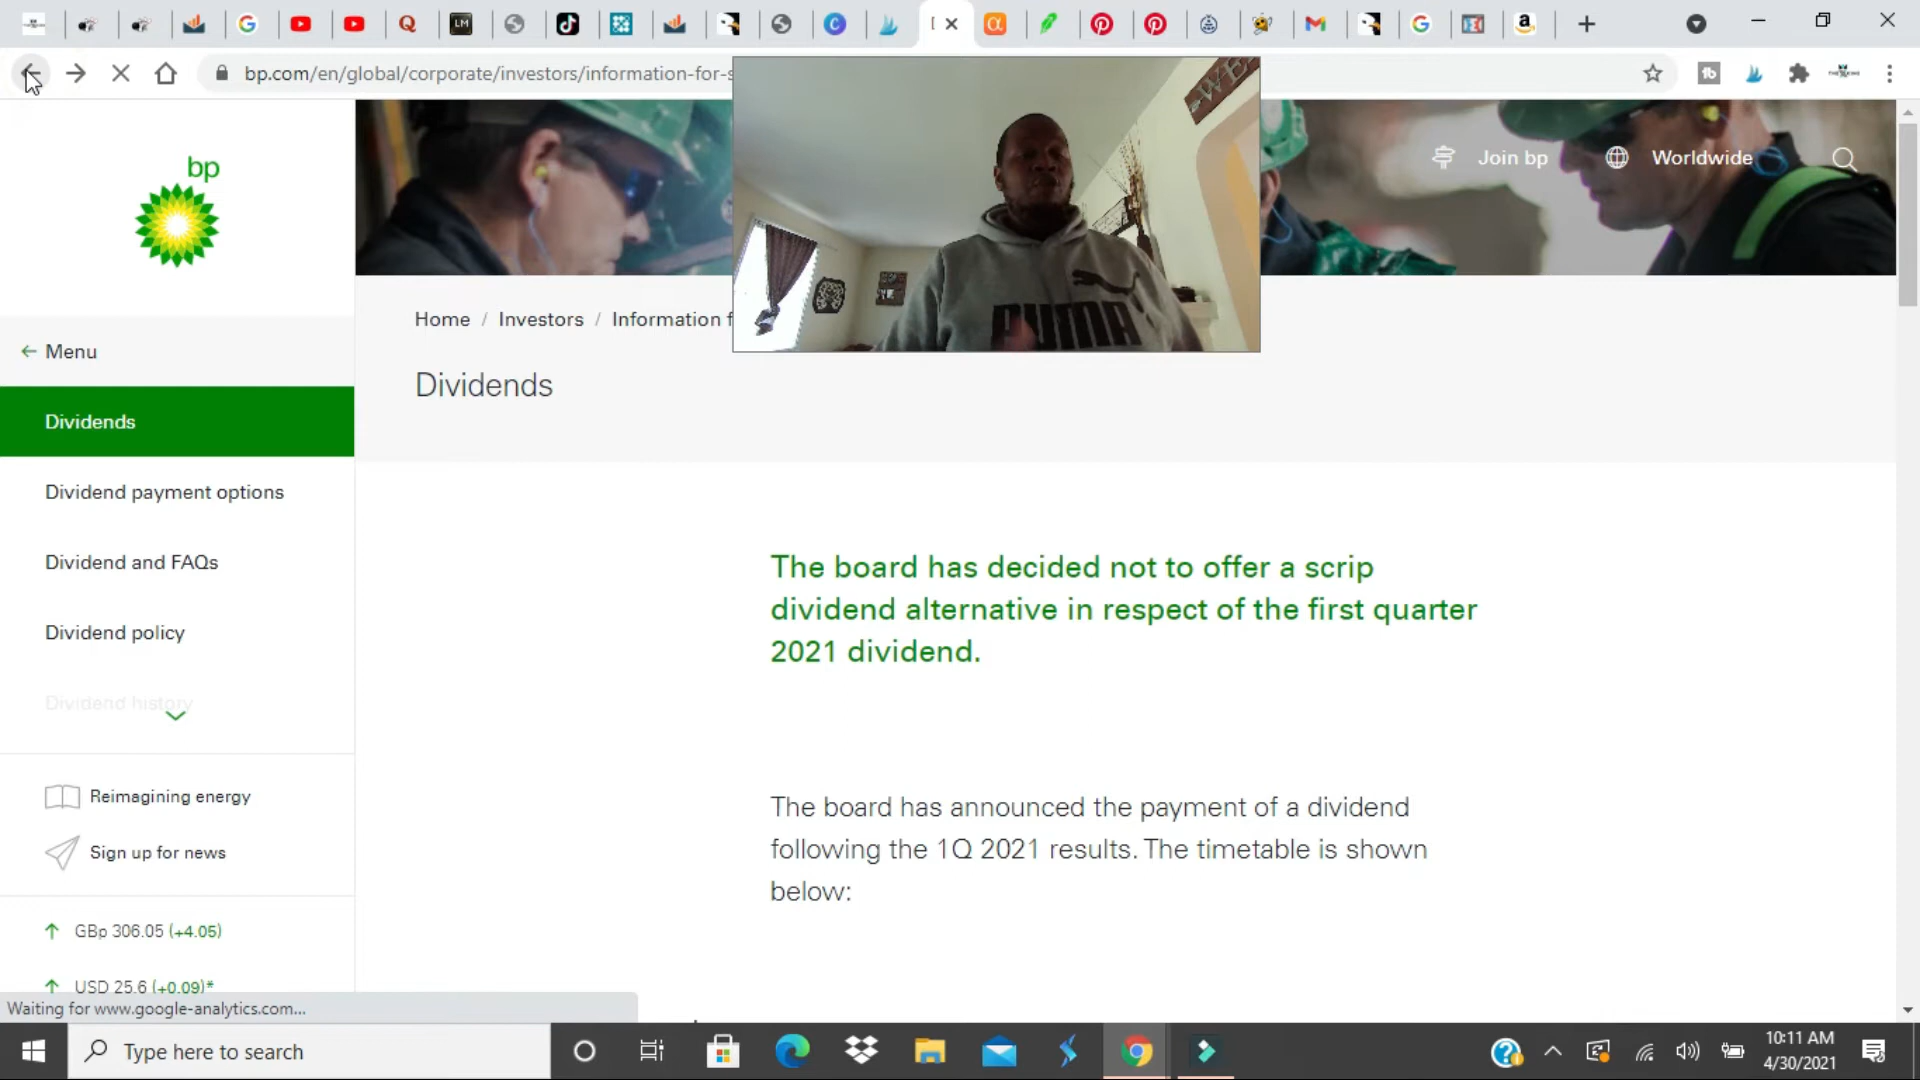 bp.com/en/global/corporate/investors/information-for-s
WE
bp
Join bp
Worldwide
PUMA
Home / Investors / Information f
← Menu
Dividends
Dividends
Dividend payment options
Dividend and FAQs
Dividend policy
Dividend history
The board has decided not to offer a scrip
dividend alternative in respect of the first quarter
2021 dividend.
Reimagining energy
Sign up for news
The board has announced the payment of a dividend
following the 1Q 2021 results. The timetable is shown
below:
GBp 306.05 (+4.05)
USD 25.6 (+0.09)*
Waiting for www.google-analytics.com...
Type here to search
10:11 AM
4/30/2021